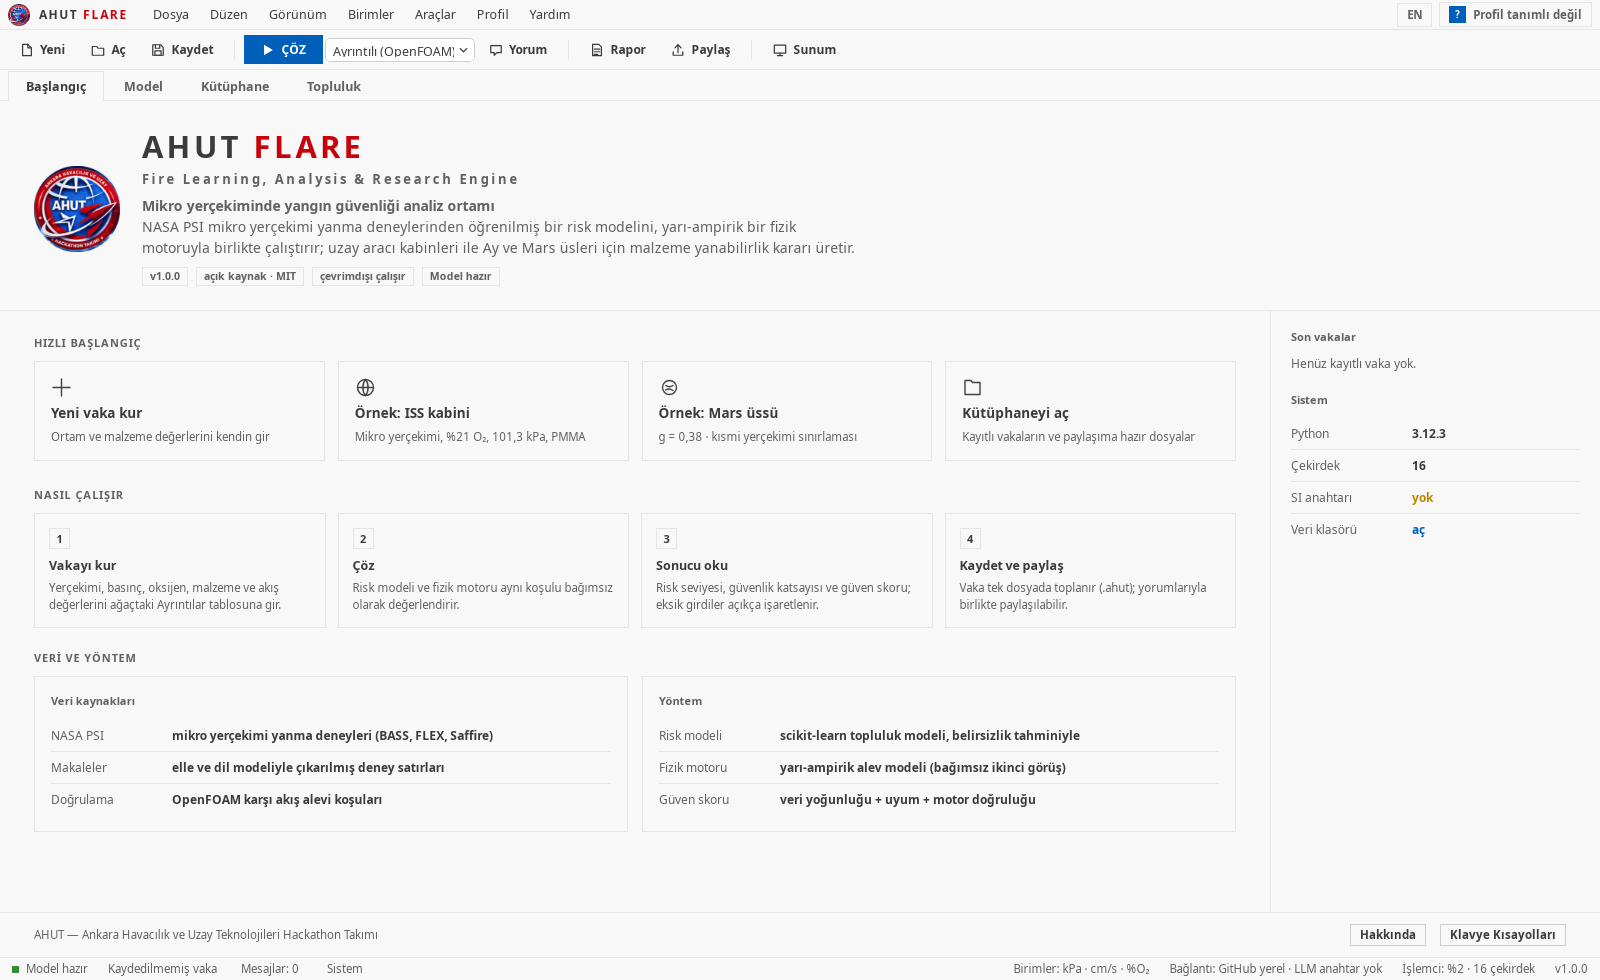 AHUT FLARE Dosya Düzen Görünüm Birimler Araçlar Profil Yardım EN ? Profil tanımlı değil
Yeni Aç Kaydet ÇÖZ Ayrıntılı (OpenFOAM) Yorum Rapor Paylaş Sunum
Başlangıç Model Kütüphane Topluluk
AHUT FLARE
Fire Learning, Analysis & Research Engine
Mikro yerçekiminde yangın güvenliği analiz ortamı
NASA PSI mikro yerçekimi yanma deneylerinden öğrenilmiş bir risk modelini, yarı-ampirik bir fizik
motoruyla birlikte çalıştırır; uzay aracı kabinleri ile Ay ve Mars üsleri için malzeme yanabilirlik kararı üretir.
v1.0.0 açık kaynak · MIT çevrimdışı çalışır Model hazır
HIZLI BAŞLANGIÇ
Yeni vaka kur
Ortam ve malzeme değerlerini kendin gir
Örnek: ISS kabini
Mikro yerçekimi, %21 O₂, 101,3 kPa, PMMA
Örnek: Mars üssü
g = 0,38 · kısmi yerçekimi sınırlaması
Kütüphaneyi aç
Kayıtlı vakaların ve paylaşıma hazır dosyalar
NASIL ÇALIŞIR
1
Vakayı kur
Yerçekimi, basınç, oksijen, malzeme ve akış
değerlerini ağaçtaki Ayrıntılar tablosuna gir.
2
Çöz
Risk modeli ve fizik motoru aynı koşulu bağımsız
olarak değerlendirir.
3
Sonucu oku
Risk seviyesi, güvenlik katsayısı ve güven skoru;
eksik girdiler açıkça işaretlenir.
4
Kaydet ve paylaş
Vaka tek dosyada toplanır (.ahut); yorumlarıyla
birlikte paylaşılabilir.
VERİ VE YÖNTEM
Veri kaynakları
NASA PSI mikro yerçekimi yanma deneyleri (BASS, FLEX, Saffire)
Makaleler elle ve dil modeliyle çıkarılmış deney satırları
Doğrulama OpenFOAM karşı akış alevi koşuları
Yöntem
Risk modeli scikit-learn topluluk modeli, belirsizlik tahminiyle
Fizik motoru yarı-ampirik alev modeli (bağımsız ikinci görüş)
Güven skoru veri yoğunluğu + uyum + motor doğruluğu
Son vakalar
Henüz kayıtlı vaka yok.
Sistem
Python 3.12.3
Çekirdek 16
SI anahtarı yok
Veri klasörü aç
AHUT — Ankara Havacılık ve Uzay Teknolojileri Hackathon Takımı Hakkında Klavye Kısayolları
Model hazır Kaydedilmemiş vaka Mesajlar: 0 Sistem Birimler: kPa · cm/s · %O₂ Bağlantı: GitHub yerel · LLM anahtar yok İşlemci: %2 · 16 çekirdek v1.0.0